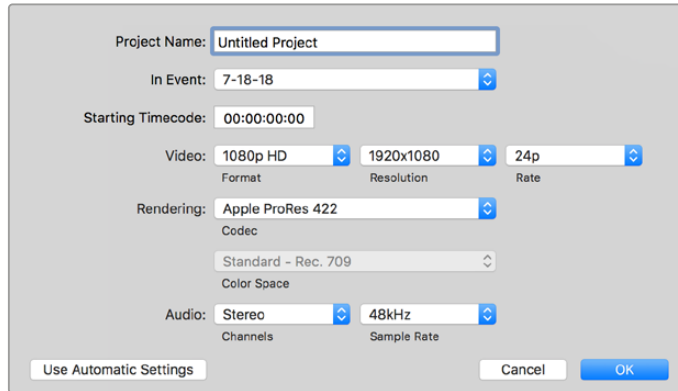 Project Name: Untitled Project
In Event: 7-18-18
Starting Timecode: 00:00:00:00
Video: 1080p HD 1920x1080 24p
Format Resolution Rate
Rendering: Apple ProRes 422
Codec
Standard - Rec. 709
Color Space
Audio: Stereo 48kHz
Channels Sample Rate
Use Automatic Settings Cancel OK